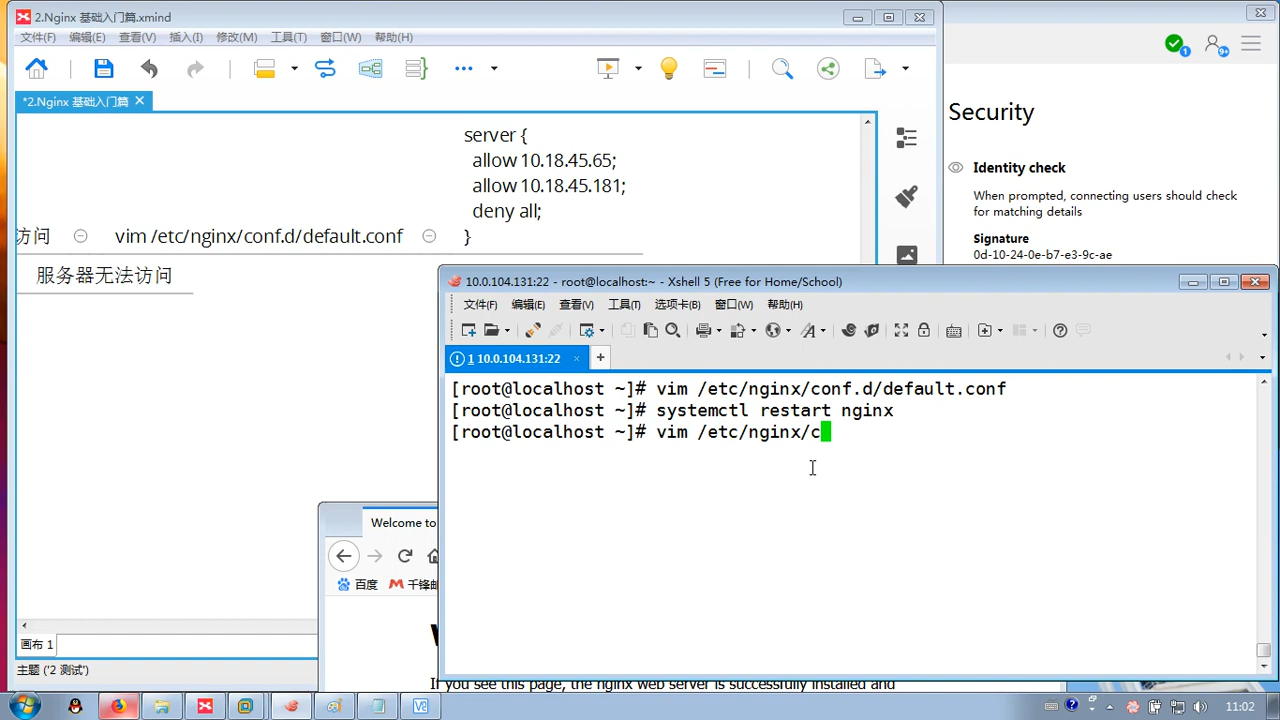 2.Nginx 基础入门篇.xmind
文件(F) 编辑(E) 查看(V) 插入(I) 修改(M) 工具(T) 窗口(W) 帮助(H)
*2.Nginx 基础入门篇
server {
allow 10.18.45.65;
allow 10.18.45.181;
deny all;
}
访问 vim /etc/nginx/conf.d/default.conf
服务器无法访问
画布 1
主题 ('2 测试')
1
9+
Security
Identity check
When prompted, connecting users should check
for matching details
Signature
0d-10-24-0e-b7-e3-9c-ae
10.0.104.131:22 - root@localhost:~ - Xshell 5 (Free for Home/School)
文件(F) 编辑(E) 查看(V) 工具(T) 选项卡(B) 窗口(W) 帮助(H)
1 10.0.104.131:22
[root@localhost ~]# vim /etc/nginx/conf.d/default.conf
[root@localhost ~]# systemctl restart nginx
[root@localhost ~]# vim /etc/nginx/c
Welcome to
百度 千锋邮
If you see this page, the nginx web server is successfully installed and
11:02